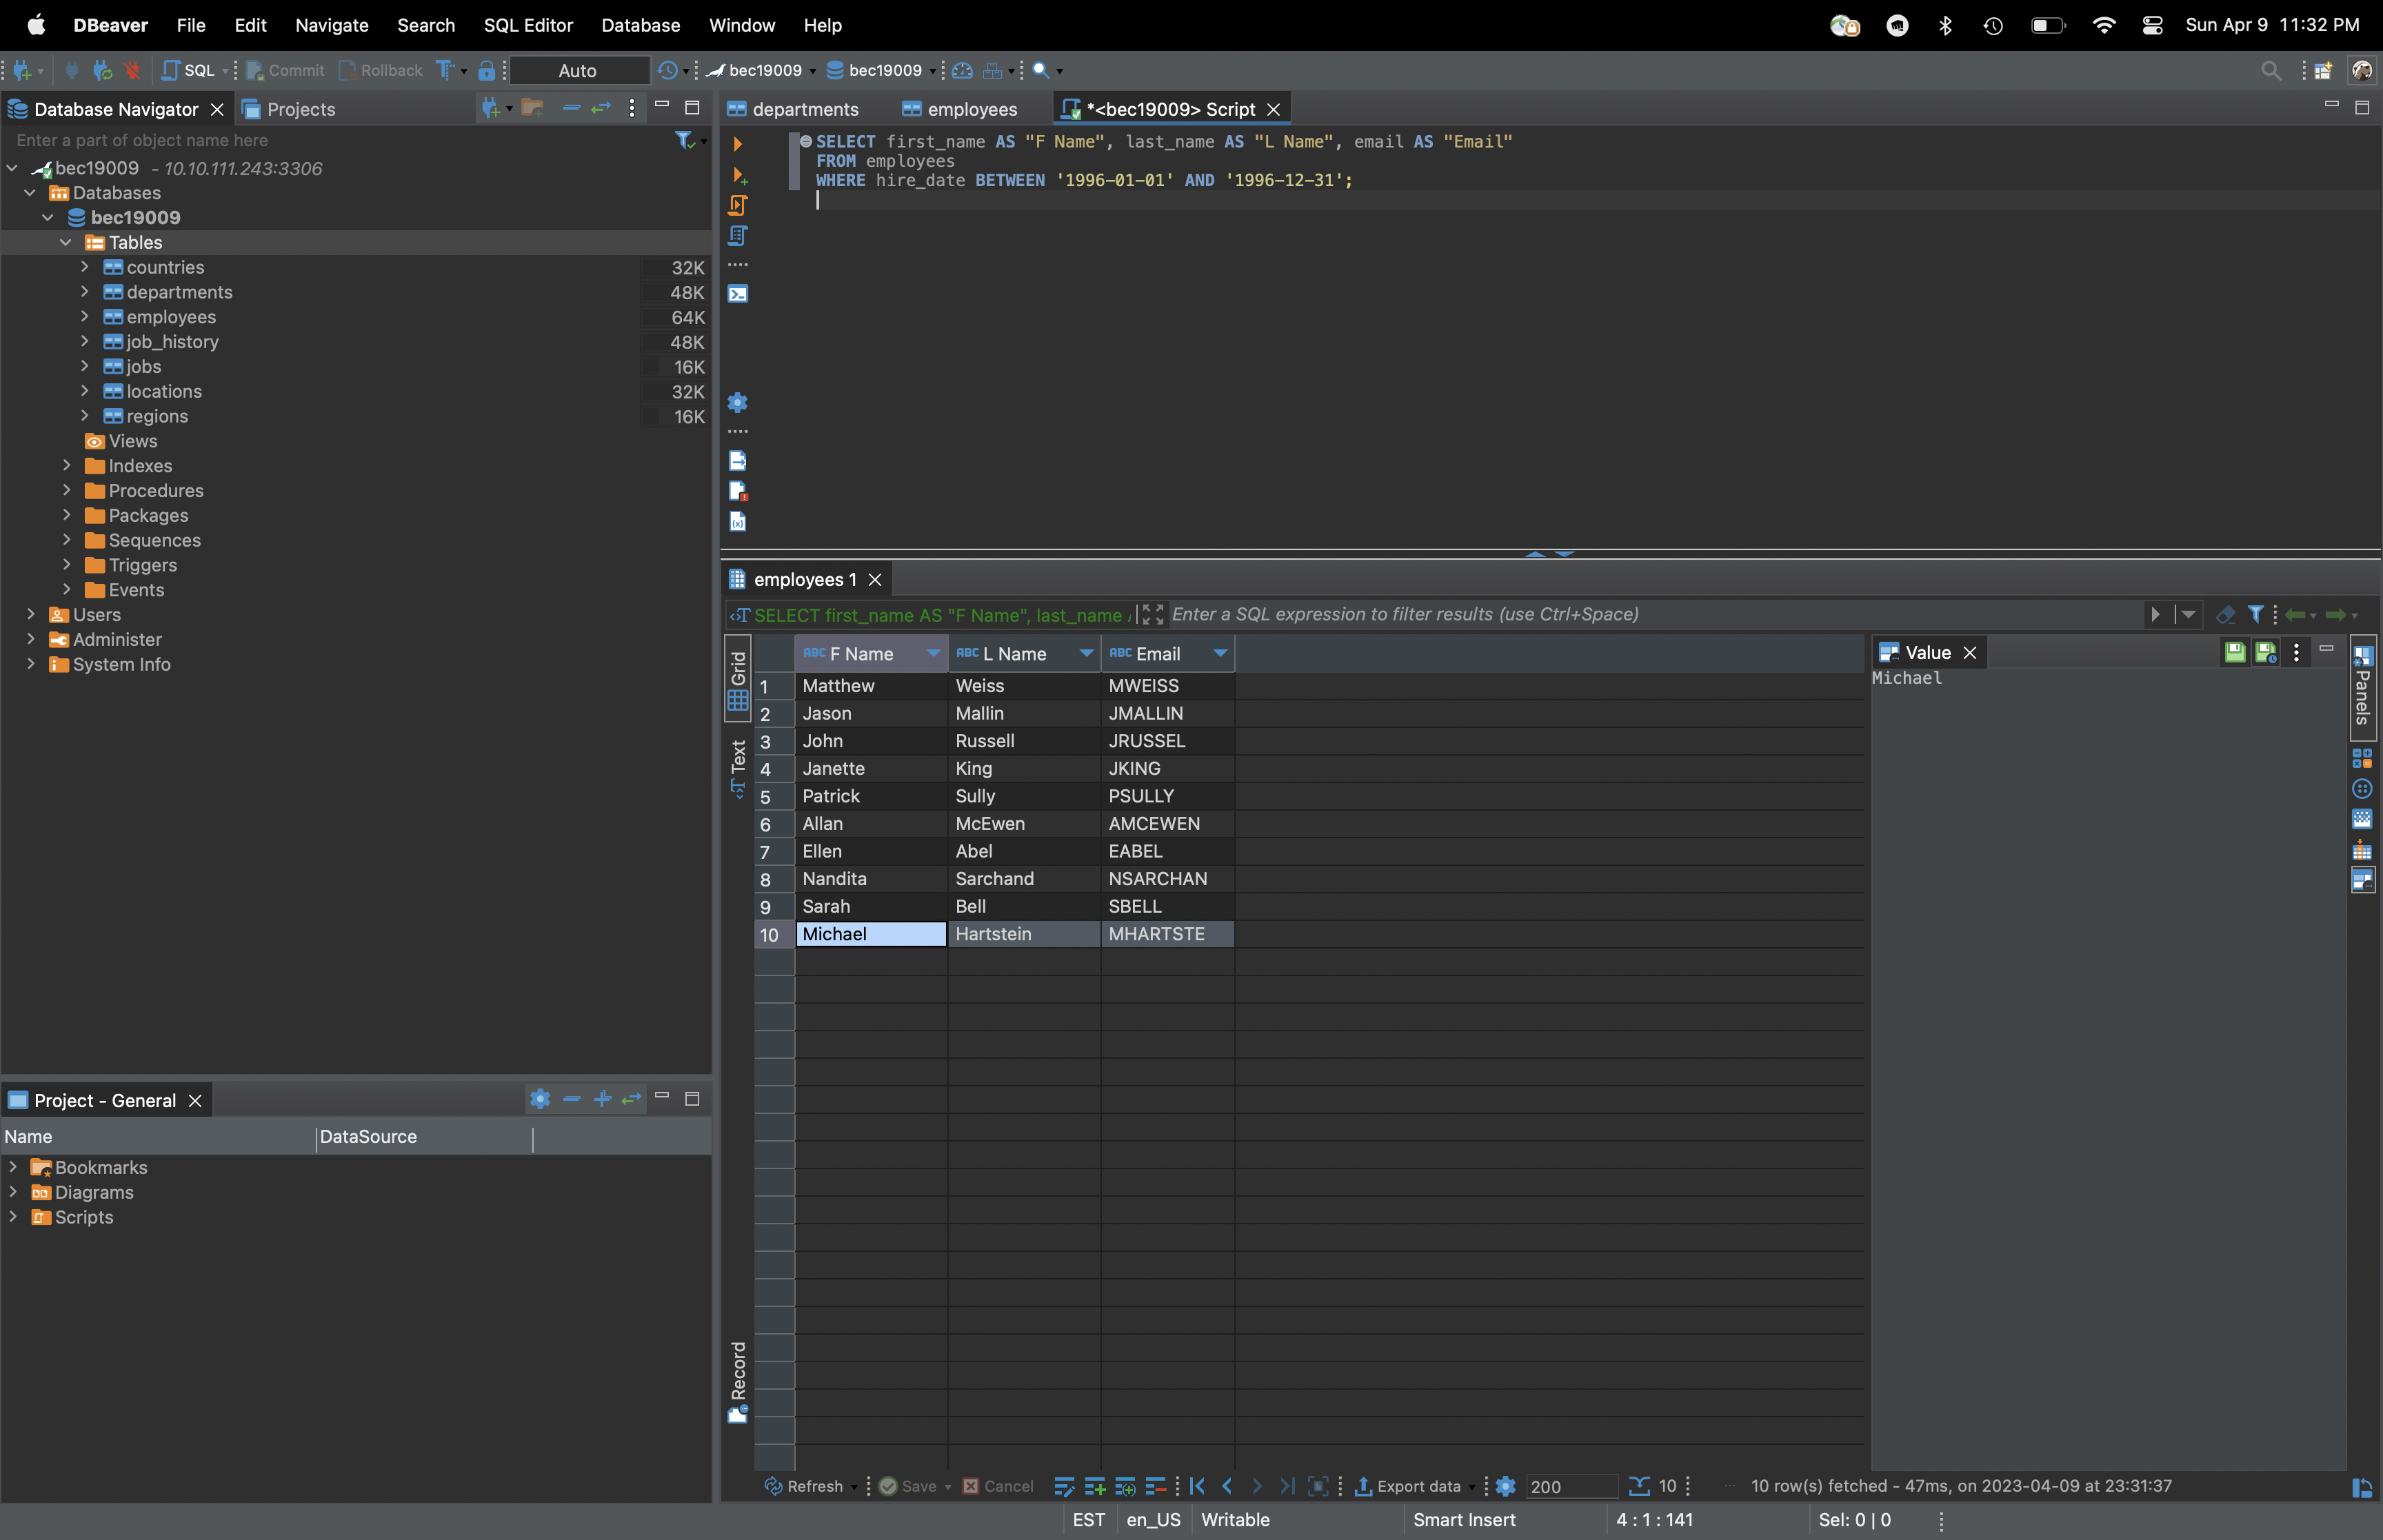 DBeaver File Edit Navigate Search SQL Editor Database Window Help Sun Apr 9 11:32 PM
SQL Commit Rollback Auto bec19009 bec19009
Database Navigator Projects
Enter a part of object name here
bec19009 - 10.10.111.243:3306
Databases
bec19009
Tables
countries 32K
departments 48K
employees 64K
job_history 48K
jobs 16K
locations 32K
regions 16K
Views
Indexes
Procedures
Packages
Sequences
Triggers
Events
Users
Administer
System Info
Project - General
Name DataSource
Bookmarks
Diagrams
Scripts
departments employees *<bec19009> Script
SELECT first_name AS "F Name", last_name AS "L Name", email AS "Email"
FROM employees
WHERE hire_date BETWEEN '1996-01-01' AND '1996-12-31';
employees 1
SELECT first_name AS "F Name", last_name Enter a SQL expression to filter results (use Ctrl+Space)
Grid
Text
Record
ABC F Name ABC L Name ABC Email
1 Matthew Weiss MWEISS
2 Jason Mallin JMALLIN
3 John Russell JRUSSEL
4 Janette King JKING
5 Patrick Sully PSULLY
6 Allan McEwen AMCEWEN
7 Ellen Abel EABEL
8 Nandita Sarchand NSARCHAN
9 Sarah Bell SBELL
10 Michael Hartstein MHARTSTE
Value
Michael
Panels
Refresh Save Cancel Export data 200 10 10 row(s) fetched - 47ms, on 2023-04-09 at 23:31:37
EST en_US Writable Smart Insert 4 : 1 : 141 Sel: 0 | 0